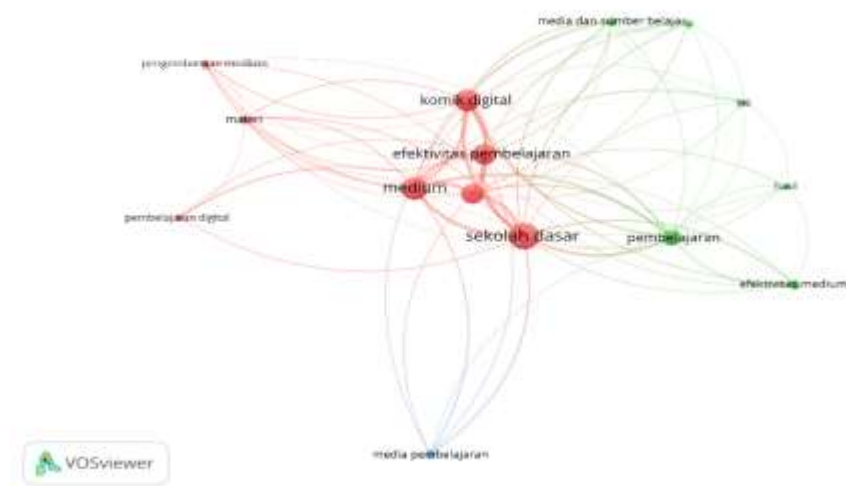 media dan sumber belajar
pengembangan medium
komik digital
materi
efektivitas pembelajaran
medium
pembelajaran digital
sekolah dasar
pembelajaran
efektivitas medium
media pembelajaran
VOSviewer